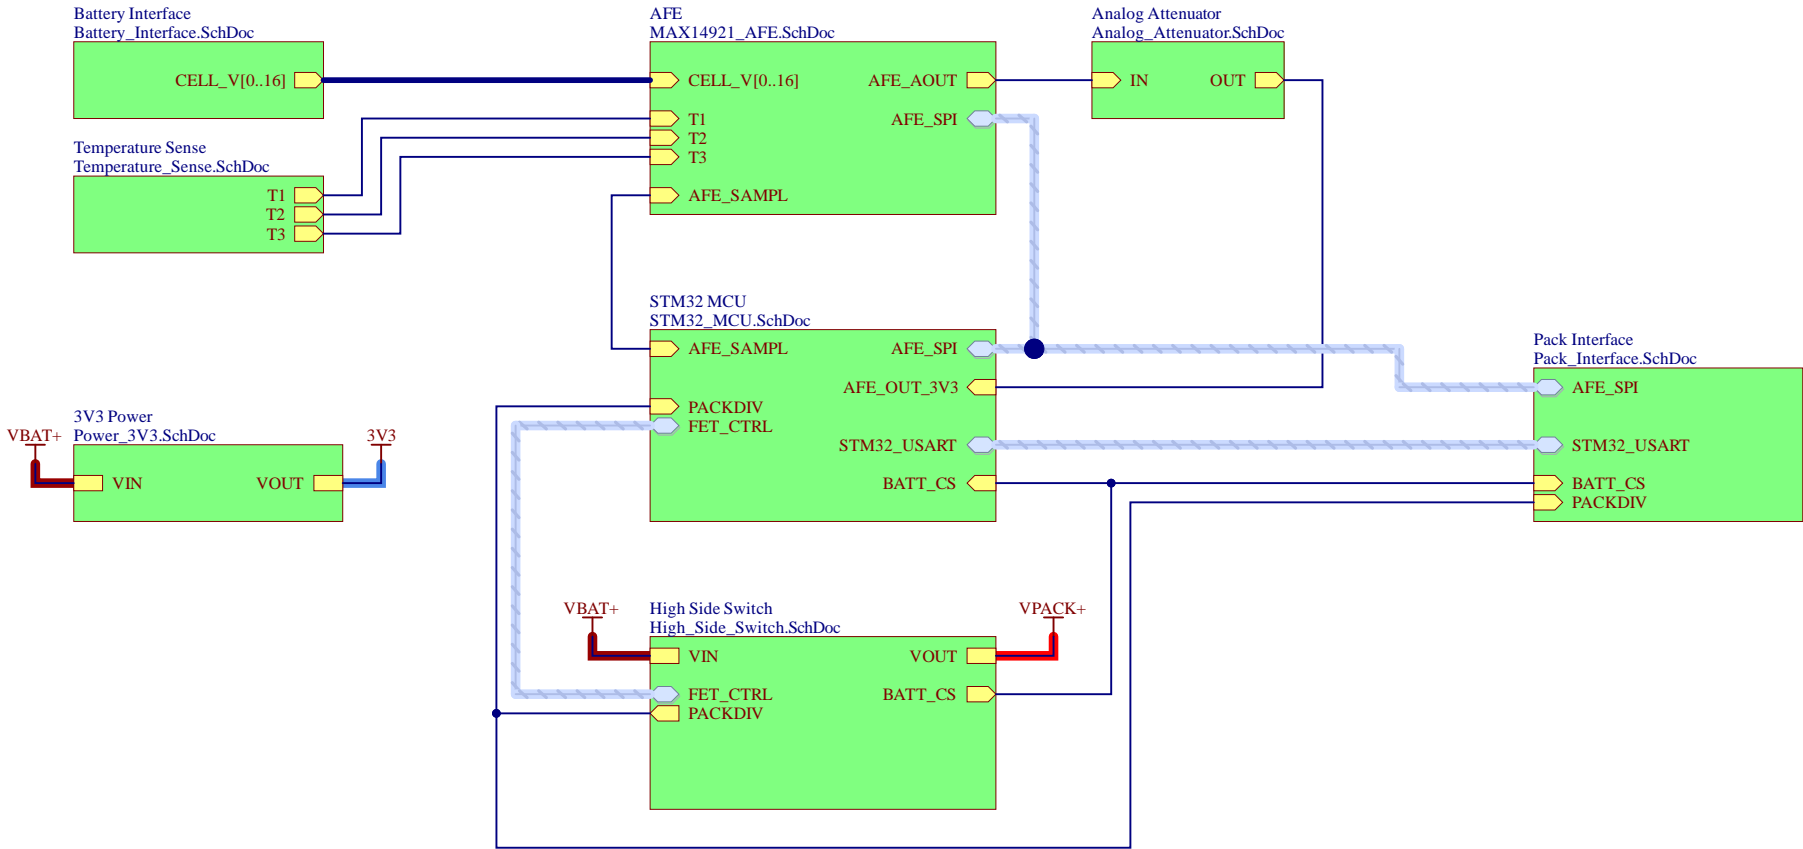 Battery Interface
Battery_Interface.SchDoc
CELL_V[0..16]
Temperature Sense
Temperature_Sense.SchDoc
T1
T2
T3
AFE
MAX14921_AFE.SchDoc
CELL_V[0..16]
AFE_AOUT
T1
AFE_SPI
T2
T3
AFE_SAMPL
Analog Attenuator
Analog_Attenuator.SchDoc
IN
OUT
STM32 MCU
STM32_MCU.SchDoc
AFE_SAMPL
AFE_SPI
AFE_OUT_3V3
PACKDIV
FET_CTRL
STM32_USART
BATT_CS
Pack Interface
Pack_Interface.SchDoc
AFE_SPI
STM32_USART
BATT_CS
PACKDIV
3V3 Power
Power_3V3.SchDoc
VBAT+
3V3
VIN
VOUT
VBAT+
High Side Switch
High_Side_Switch.SchDoc
VPACK+
VIN
VOUT
FET_CTRL
BATT_CS
PACKDIV